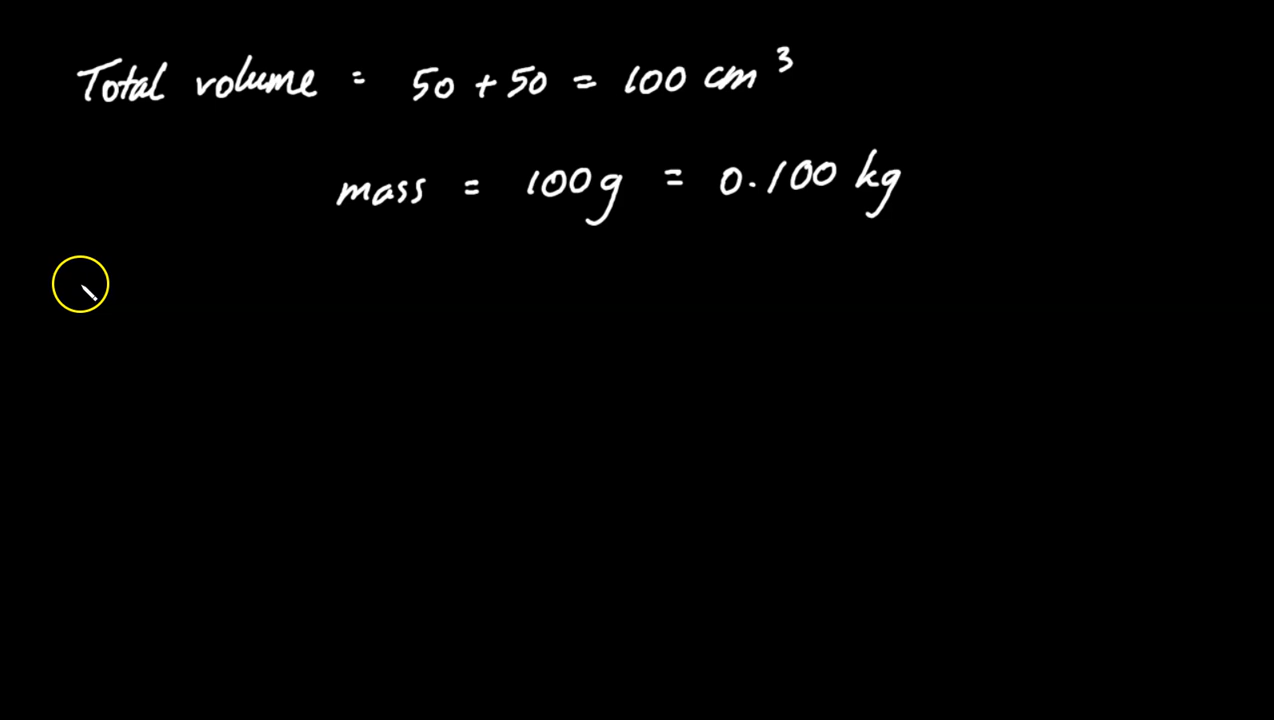 Total volume = 50 + 50 = 100 cm³
mass = 100g = 0.100 kg